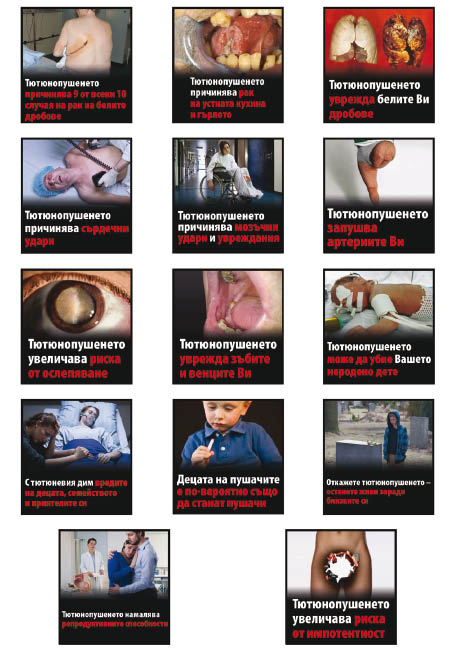 Тютюнопушенето
причинява 9 от всеки 10
случая на рак на белите
дробове
Тютюнопушенето
причинява рак
на устната кухина
и гърлото
Тютюнопушенето
уврежда белите Ви
дробове
Тютюнопушенето
причинява сърдечни
удари
Тютюнопушенето
причинява мозъчни
удари и увреждания
Тютюнопушенето
запушва
артериите Ви
Тютюнопушенето
увеличава риска
от ослепяване
Тютюнопушенето
уврежда зъбите
и венците Ви
Тютюнопушенето
може да убие Вашето
неродено дете
С тютюневия дим вредите
на децата, семейството
и приятелите си
Децата на пушачите
е по-вероятно също
да станат пушачи
Откажете тютюнопушенето –
останете живи заради
близките си
Тютюнопушенето намалява
репродуктивните способности
Тютюнопушенето
увеличава риска
от импотентност